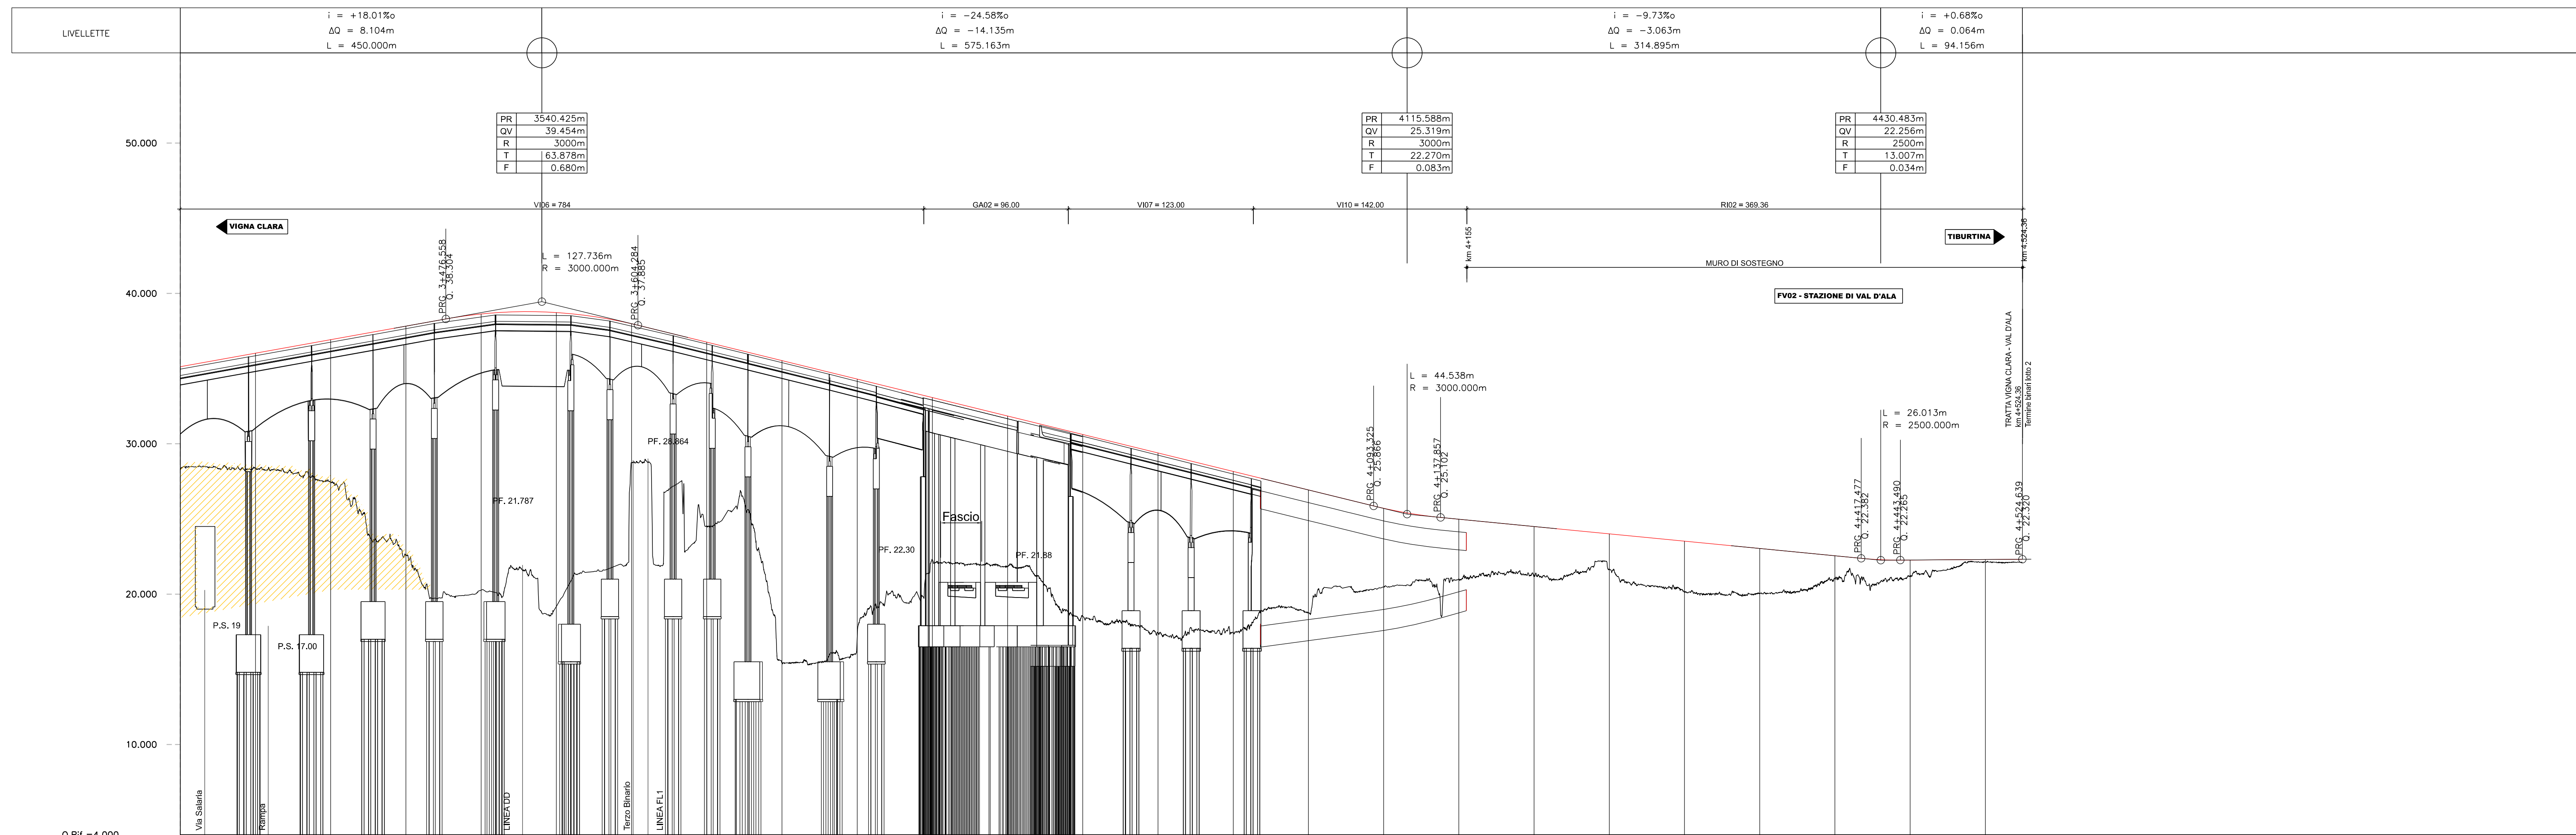 LIVELLETTE
i = +18.01‰
ΔQ = 8.104m
L = 450.000m
i = -24.58‰
ΔQ = -14.135m
L = 575.163m
i = -9.73‰
ΔQ = -3.063m
L = 314.895m
i = +0.68‰
ΔQ = 0.064m
L = 94.156m
PR 3540.425m
QV 39.454m
R 3000m
T 63.878m
F 0.680m
PR 4115.588m
QV 25.319m
R 3000m
T 22.270m
F 0.083m
PR 4430.483m
QV 22.256m
R 2500m
T 13.007m
F 0.034m
50.000
40.000
30.000
20.000
10.000
Q.Rif.=4.000
VI06 = 784
GA02 = 96,00
VI07 = 123.00
VI10 = 142,00
RI02 = 369,36
VIGNA CLARA
TIBURTINA
km 4+155
km 4,524,36
MURO DI SOSTEGNO
FV02 - STAZIONE DI VAL D'ALA
PRG. 3+476.558
Q. 38.304
L = 127.736m
R = 3000.000m
PRG. 3+604.284
Q. 37.885
PRG. 4+093.325
Q. 25.866
L = 44.538m
R = 3000.000m
PRG. 4+137.857
Q. 25.102
PRG. 4+417.477
Q. 22.382
L = 26.013m
R = 2500.000m
PRG. 4+443.490
Q. 22.265
TRATTA VIGNA CLARA - VAL D'ALA
km 4+524,36
Termine binari lotto 2
PRG. 4+524.639
Q. 22.320
PF. 28.864
PF. 21.787
Fascio
PF. 22.30
PF. 21.88
P.S. 19
P.S. 17.00
Via Salaria
Rampa
LINEA DD
Terzo Binario
LINEA FL1